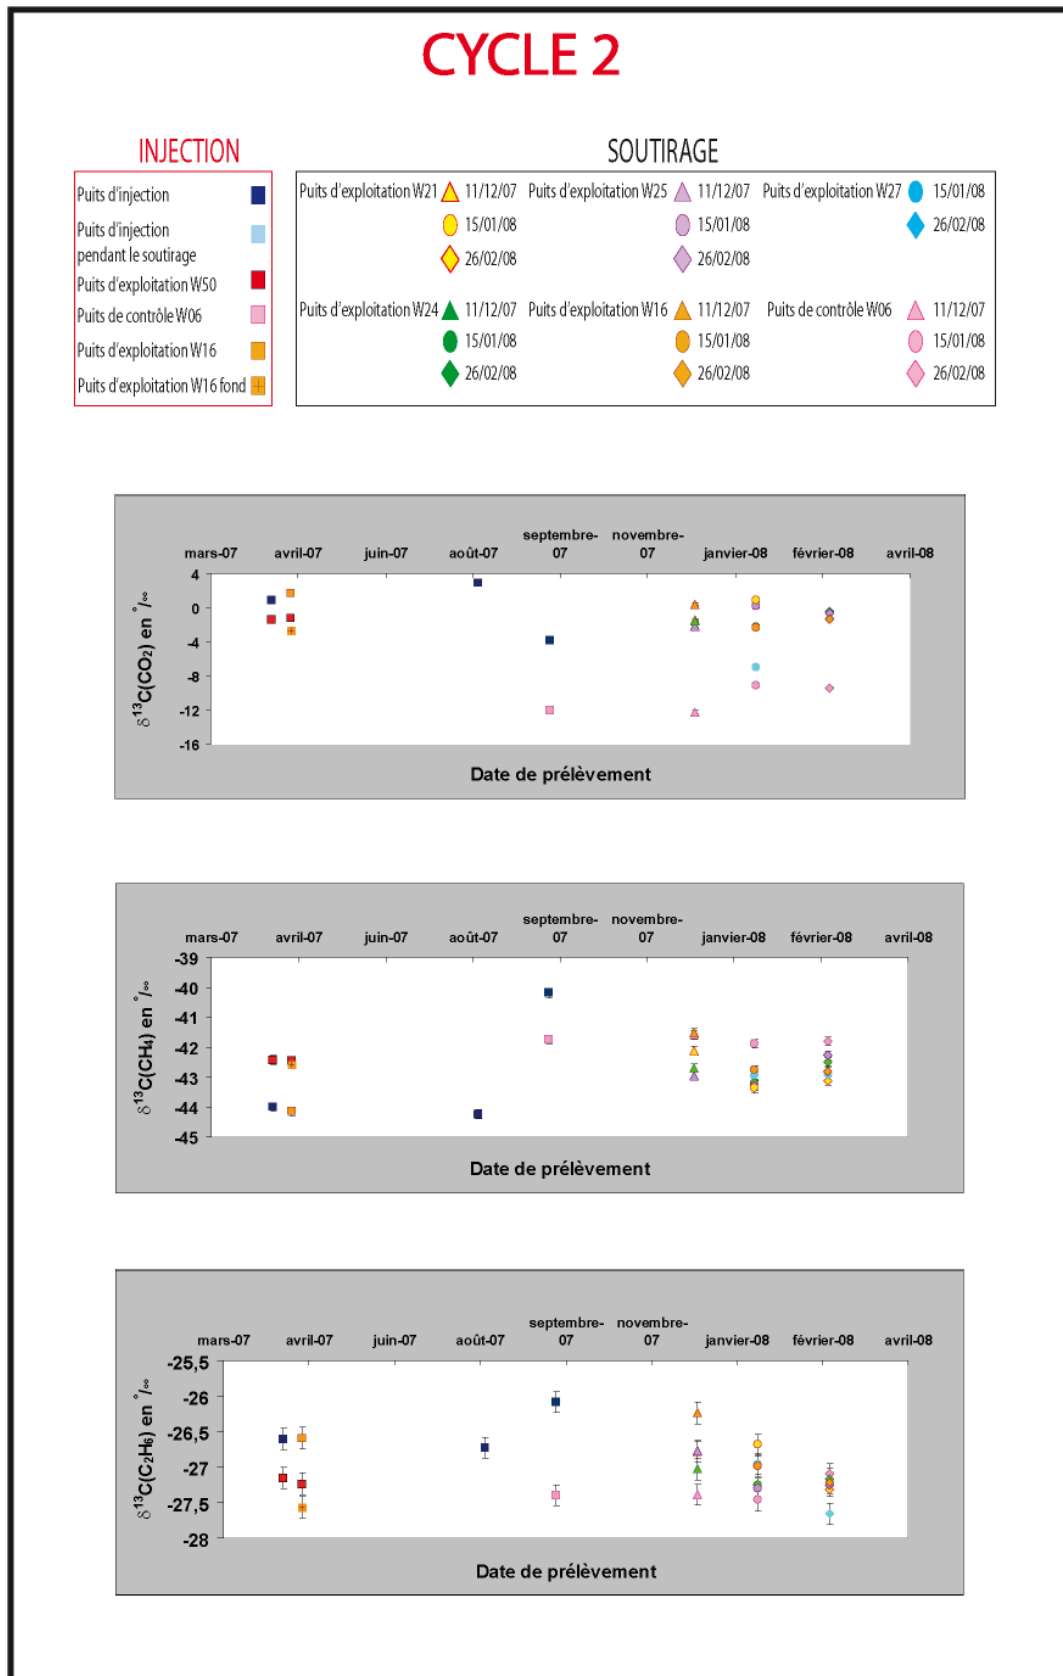 CYCLE 2
INJECTION
Puits d'injection
Puits d'injection
pendant le soutirage
Puits d'exploitation W50
Puits de contrôle W06
Puits d'exploitation W16
Puits d'exploitation W16 fond
SOUTIRAGE
Puits d'exploitation W21 11/12/07 Puits d'exploitation W25 11/12/07 Puits d'exploitation W27 15/01/08
15/01/08 15/01/08 26/02/08
26/02/08 26/02/08
Puits d'exploitation W24 11/12/07 Puits d'exploitation W16 11/12/07 Puits de contrôle W06 11/12/07
15/01/08 15/01/08 15/01/08
26/02/08 26/02/08 26/02/08
septembre- novembre-
mars-07 avril-07 juin-07 août-07 07 07 janvier-08 février-08 avril-08
4
0
-4
-8
-12
-16
δ¹³C(CO₂) en °/∞
Date de prélèvement
septembre- novembre-
mars-07 avril-07 juin-07 août-07 07 07 janvier-08 février-08 avril-08
-39
-40
-41
-42
-43
-44
-45
δ¹³C(CH₄) en °/∞
Date de prélèvement
septembre- novembre-
mars-07 avril-07 juin-07 août-07 07 07 janvier-08 février-08 avril-08
-25,5
-26
-26,5
-27
-27,5
-28
δ¹³C(C₂H₆) en °/∞
Date de prélèvement